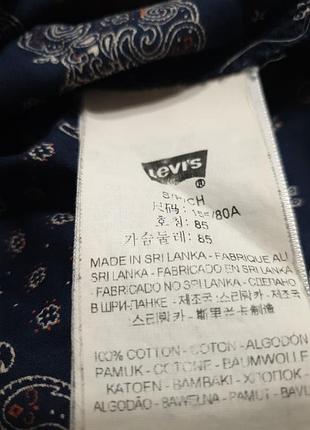 Levi's
®
尺码:
/80A
호칭: 85
가슴둘레: 85
MADE IN SRI LANKA - FABRIQUE AU
SRI LANKA - FABRICADO EN SRI LANKA -
FABRICADO NO SRI LANKA - СДЕЛАНО
В ШРИ-ЛАНКЕ - 제조국 : 스리랑카 - 제조국
스리랑카 - 斯里兰卡制造
100% COTTON - COTON - ALGODÓN
PAMUK - COTONE - BAUMWOLLE
KATOEN - BAMBAKI - ХЛОПОК -
ALGODÃO - BAWEŁNA - PAMUT - BAVL